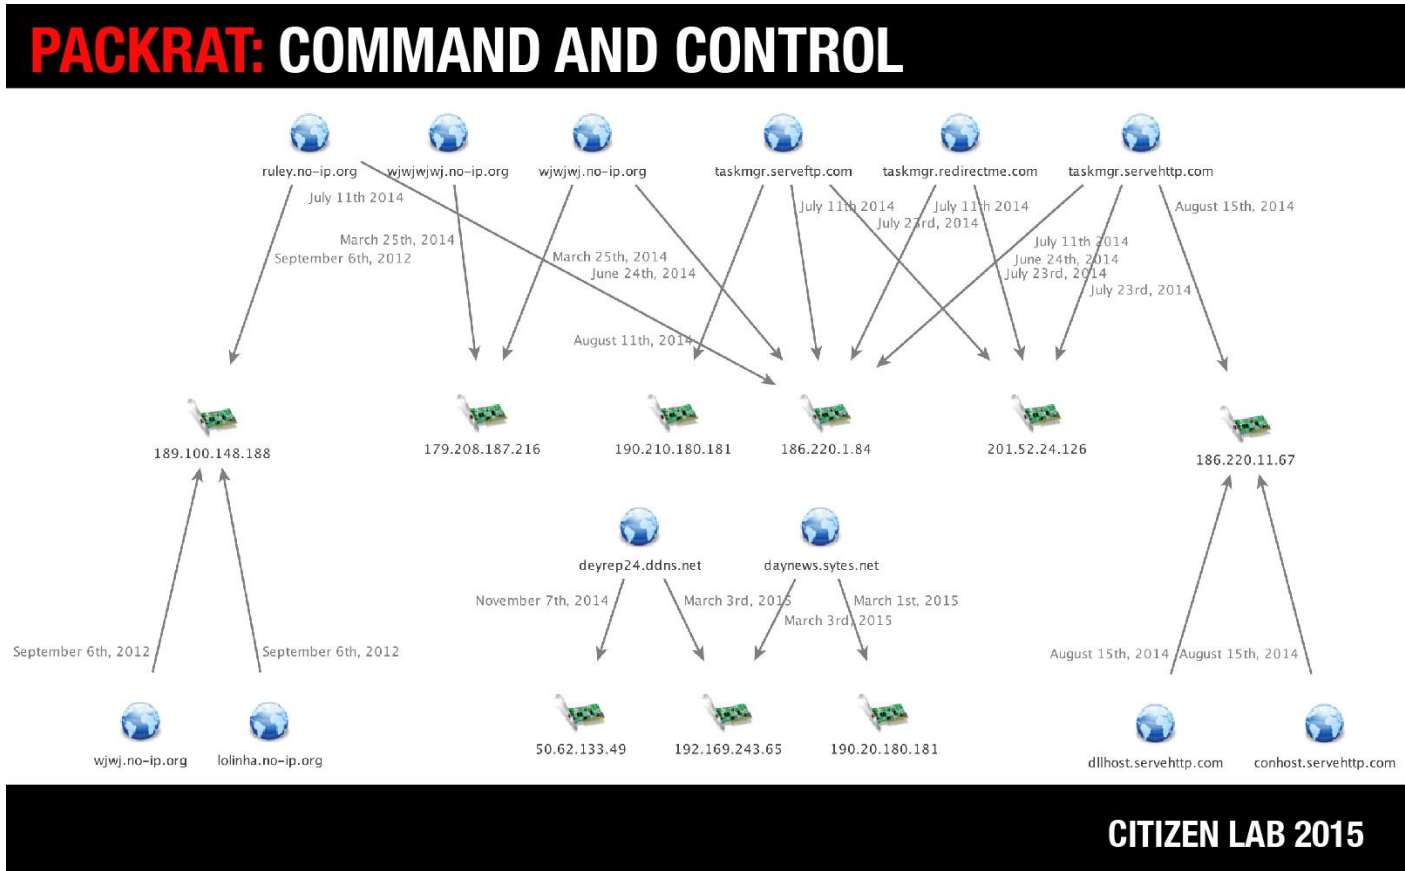 PACKRAT: COMMAND AND CONTROL
ruley.no-ip.org
wjwjwjwj.no-ip.org
wjwjwj.no-ip.org
taskmgr.serveftp.com
taskmgr.redirectme.com
taskmgr.servehttp.com
July 11th 2014
July 11th 2014
July 11th 2014
August 15th, 2014
July 23rd, 2014
March 25th, 2014
July 11th 2014
September 6th, 2012
March 25th, 2014
June 24th, 2014
June 24th, 2014
July 23rd, 2014
July 23rd, 2014
August 11th, 2014
189.100.148.188
179.208.187.216
190.210.180.181
186.220.1.84
201.52.24.126
186.220.11.67
deyrep24.ddns.net
daynews.sytes.net
November 7th, 2014
March 3rd, 2015
March 1st, 2015
March 3rd, 2015
September 6th, 2012
September 6th, 2012
August 15th, 2014
August 15th, 2014
50.62.133.49
192.169.243.65
190.20.180.181
wjwj.no-ip.org
lolinha.no-ip.org
dllhost.servehttp.com
conhost.servehttp.com
CITIZEN LAB 2015